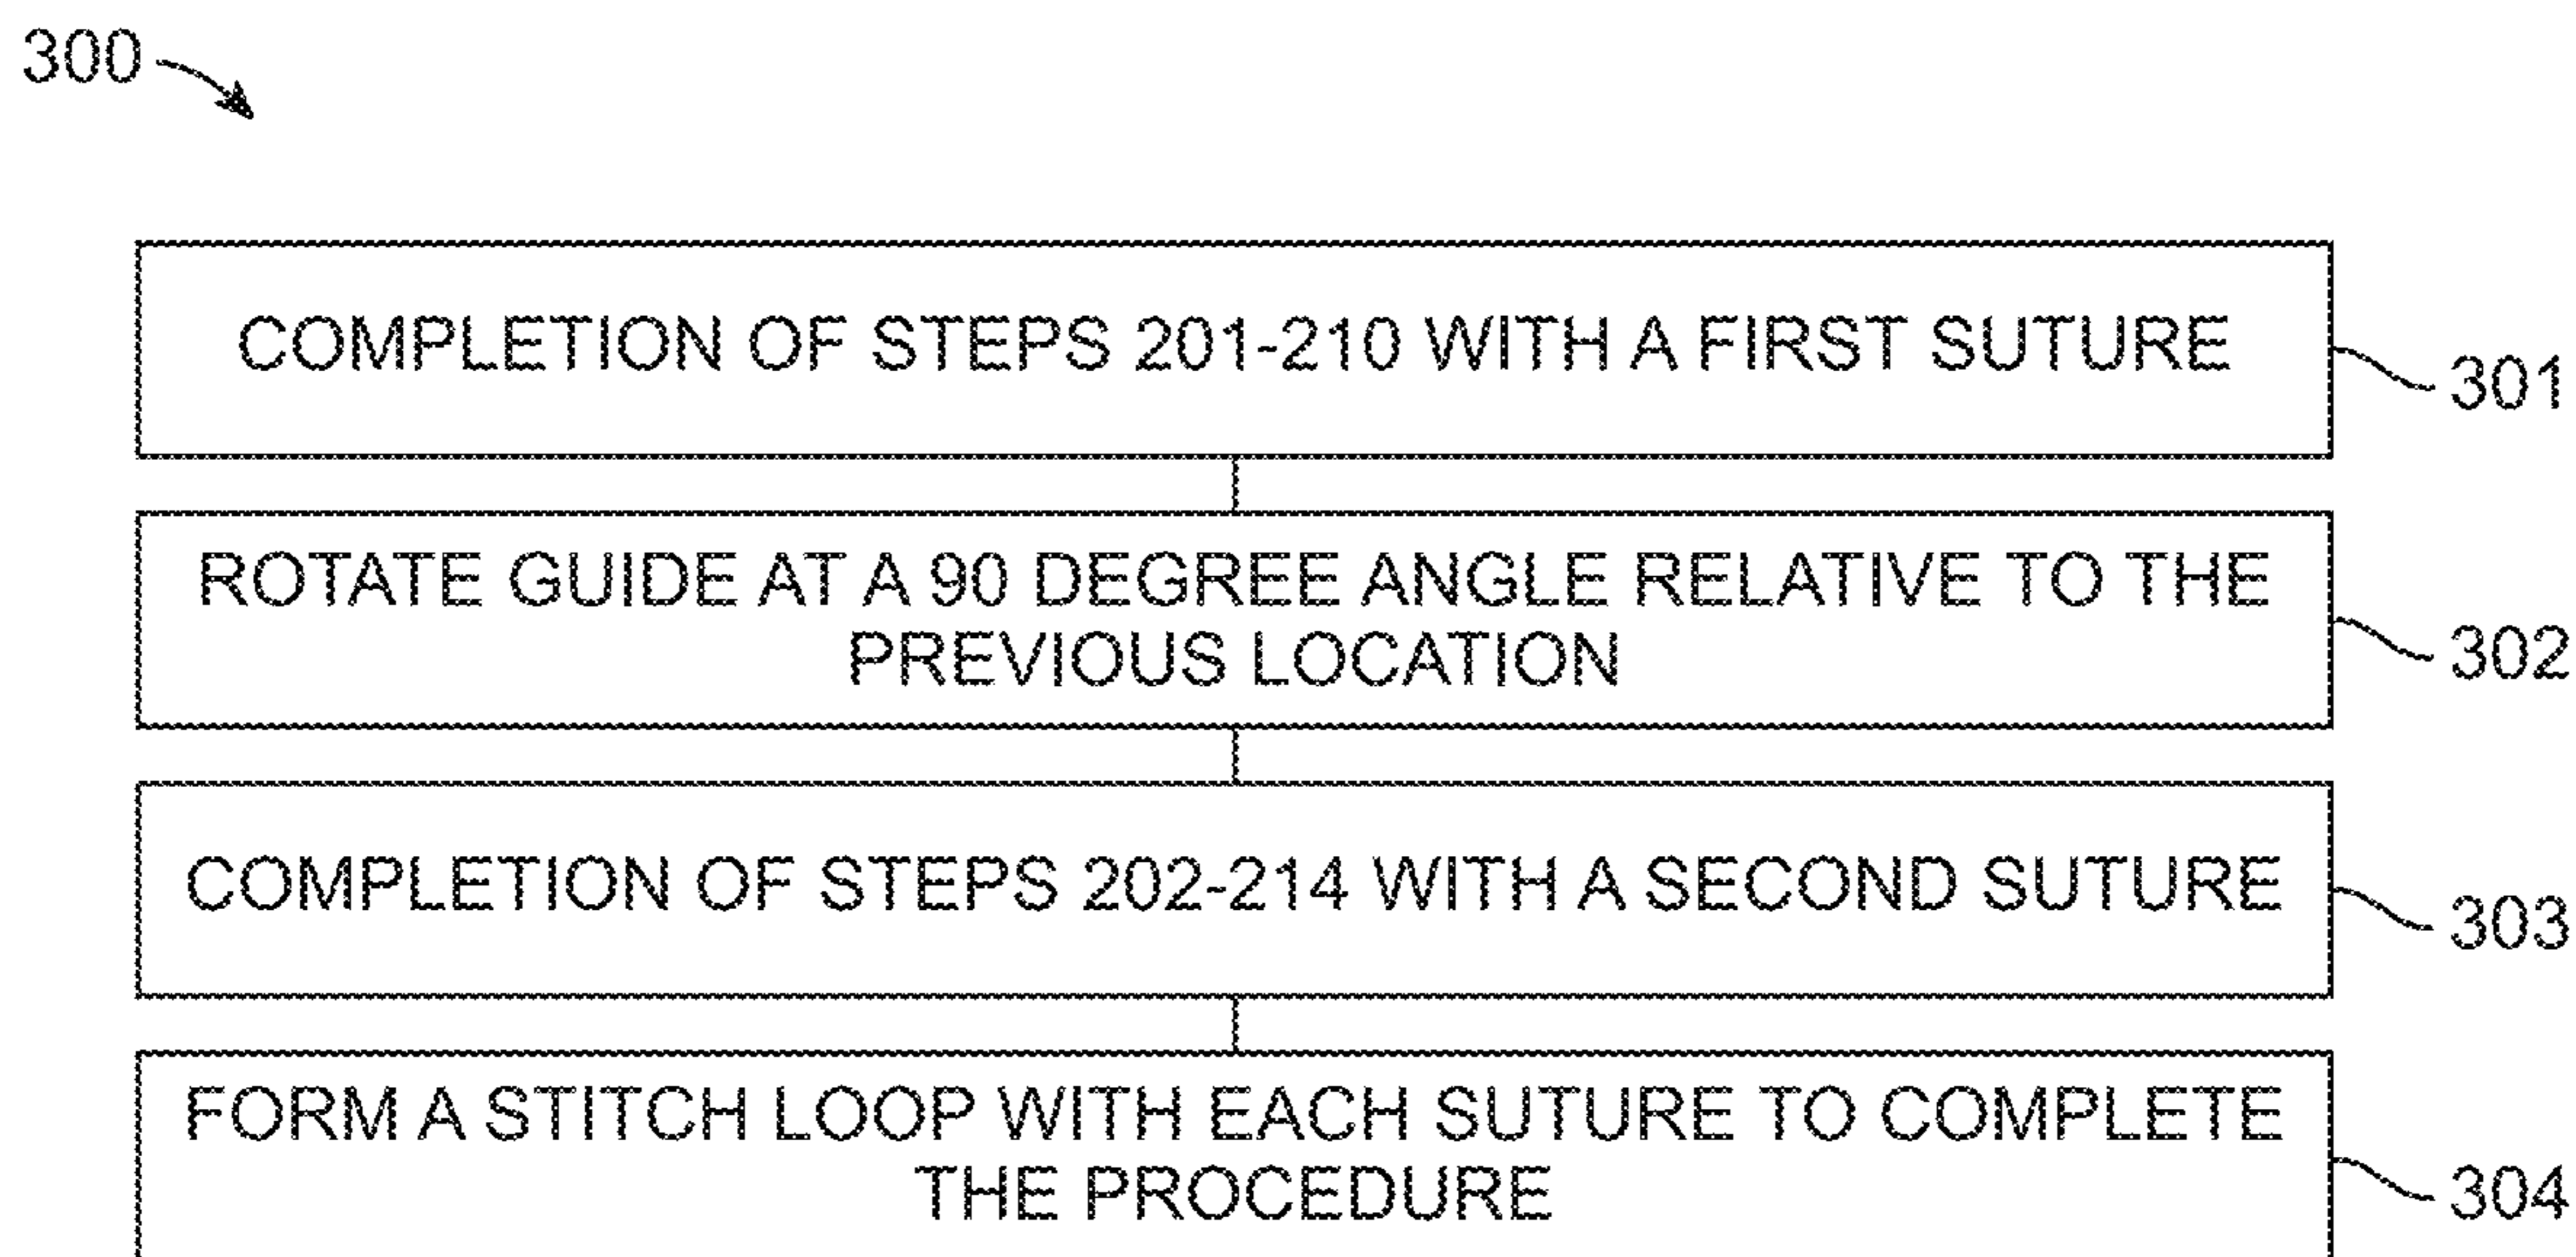 300
COMPLETION OF STEPS 201-210 WITH A FIRST SUTURE
301
ROTATE GUIDE AT A 90 DEGREE ANGLE RELATIVE TO THE
PREVIOUS LOCATION
302
COMPLETION OF STEPS 202-214 WITH A SECOND SUTURE
303
FORM A STITCH LOOP WITH EACH SUTURE TO COMPLETE
THE PROCEDURE
304